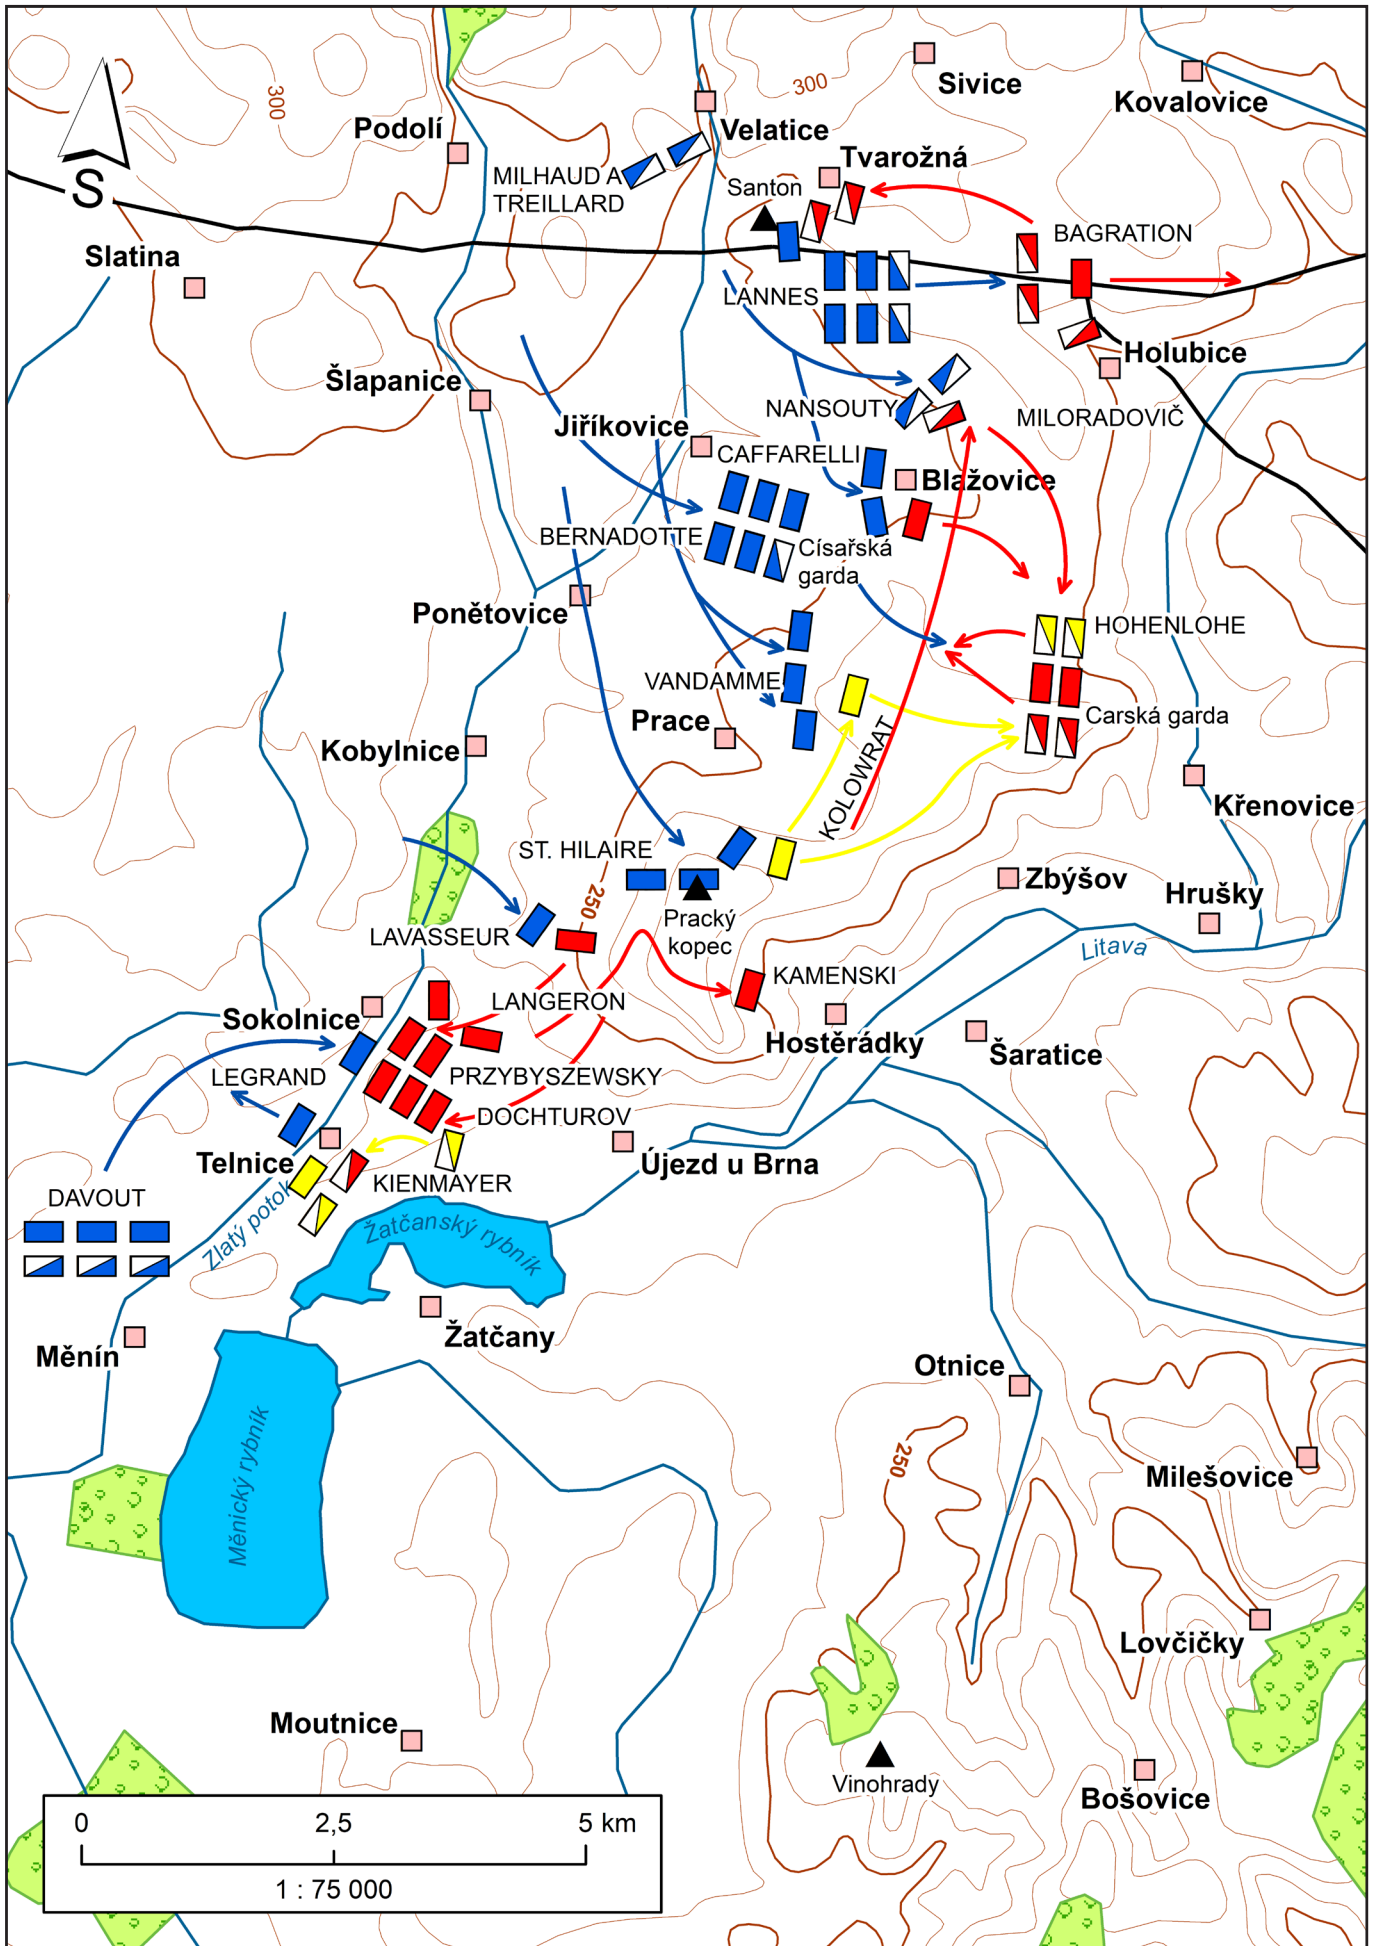 300
300
Sivice
Kovalovice
Podolí
Velatice
Tvarožná
MILHAUD A
TREILLARD
Santon
S
BAGRATION
Slatina
LANNES
Holubice
Šlapanice
NANSOUTY
MILORADOVIČ
Jiříkovice
CAFFARELLI
Blažovice
BERNADOTTE
Císařská
garda
Ponětovice
HOHENLOHE
VANDAMME
Prace
Carská garda
Kobylnice
KOLOWRAT
Křenovice
ST. HILAIRE
Zbýšov
Hrušky
250
Pracký
kopec
LAVASSEUR
Litava
KAMENSKI
LANGERON
Sokolnice
Hostěrádky
Šaratice
LEGRAND
PRZYBYSZEWSKY
DOCHTUROV
Telnice
Újezd u Brna
KIENMAYER
DAVOUT
Zlatý potok
Žatčanský rybník
Žatčany
Měnín
Otnice
Měnický rybník
250
Milešovice
Lovčičky
Moutnice
Vinohrady
Bošovice
0 2,5 5 km
1 : 75 000